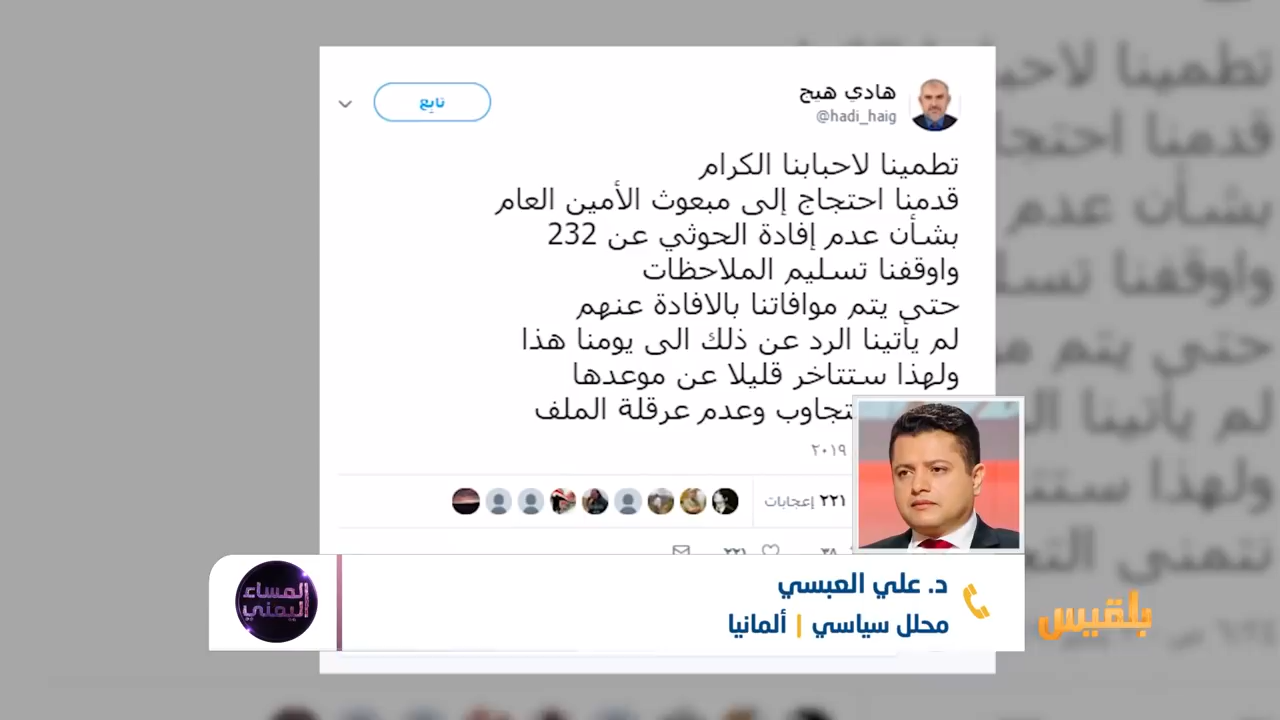 هادي هيج
@hadi_haig
تابع
تطمينا لاحبابنا الكرام
قدمنا احتجاج إلى مبعوث الأمين العام
بشأن عدم إفادة الحوثي عن 232
واوقفنا تسليم الملاحظات
حتى يتم موافاتنا بالافادة عنهم
لم يأتينا الرد عن ذلك الى يومنا هذا
ولهذا ستتاخر قليلا عن موعدها
وعدم عرقلة الملف
٢٠١٩
٢٢١ إعجابات
د. علي العبسي
محلل سياسي | ألمانيا
المساء
اليمني
بلقيس